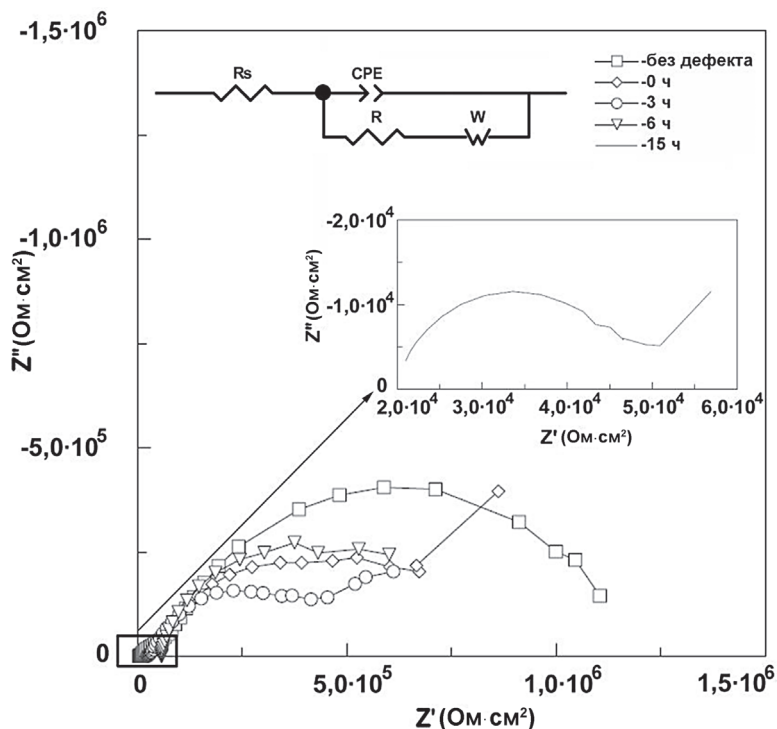 -1,5·10⁶
-1,0·10⁶
-5,0·10⁵
0
Z" (Ом·см²)
Rs
CPE
R
W
-без дефекта
-0 ч
-3 ч
-6 ч
-15 ч
-2,0·10⁴
-1,0·10⁴
0
Z" (Ом·см²)
2,0·10⁴ 3,0·10⁴ 4,0·10⁴ 5,0·10⁴ 6,0·10⁴
Z' (Ом·см²)
0 5,0·10⁵ 1,0·10⁶ 1,5·10⁶
Z' (Ом·см²)